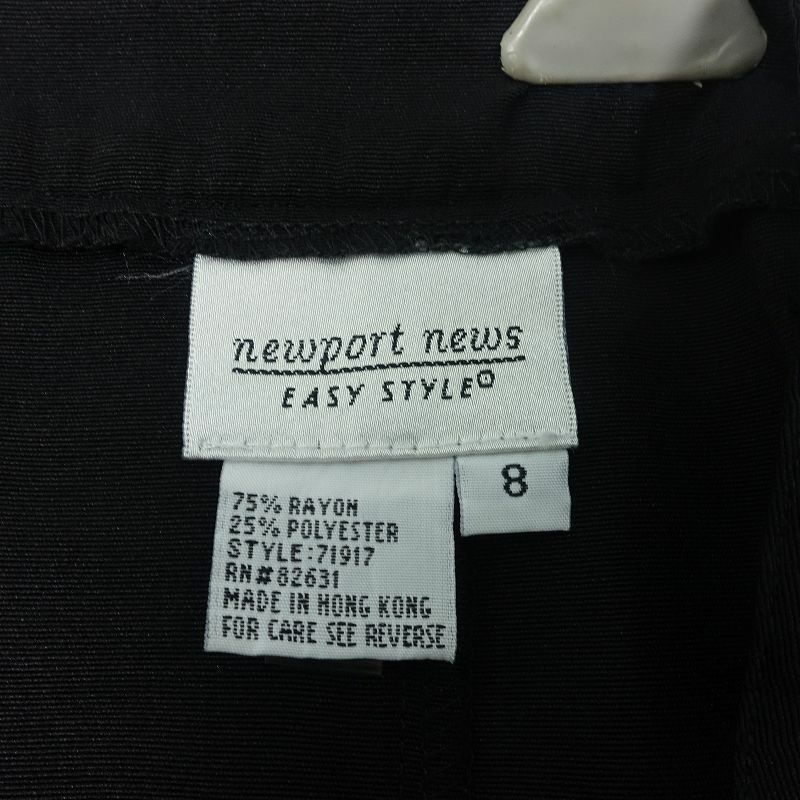 newport news
EASY STYLE®
8
75% RAYON
25% POLYESTER
STYLE:71917
RN#82631
MADE IN HONG KONG
FOR CARE SEE REVERSE